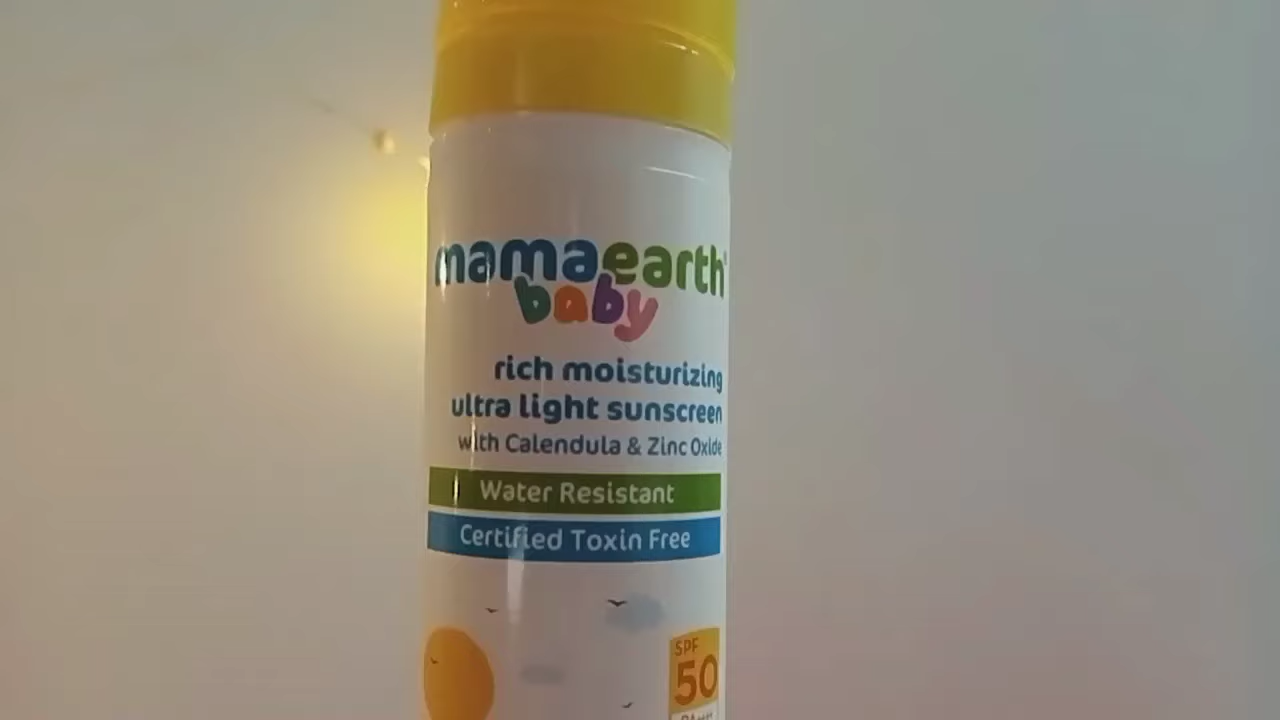 mamaearth
baby
rich moisturizing
ultra light sunscreen
with Calendula & Zinc Oxide
Water Resistant
Certified Toxin Free
SPF
50